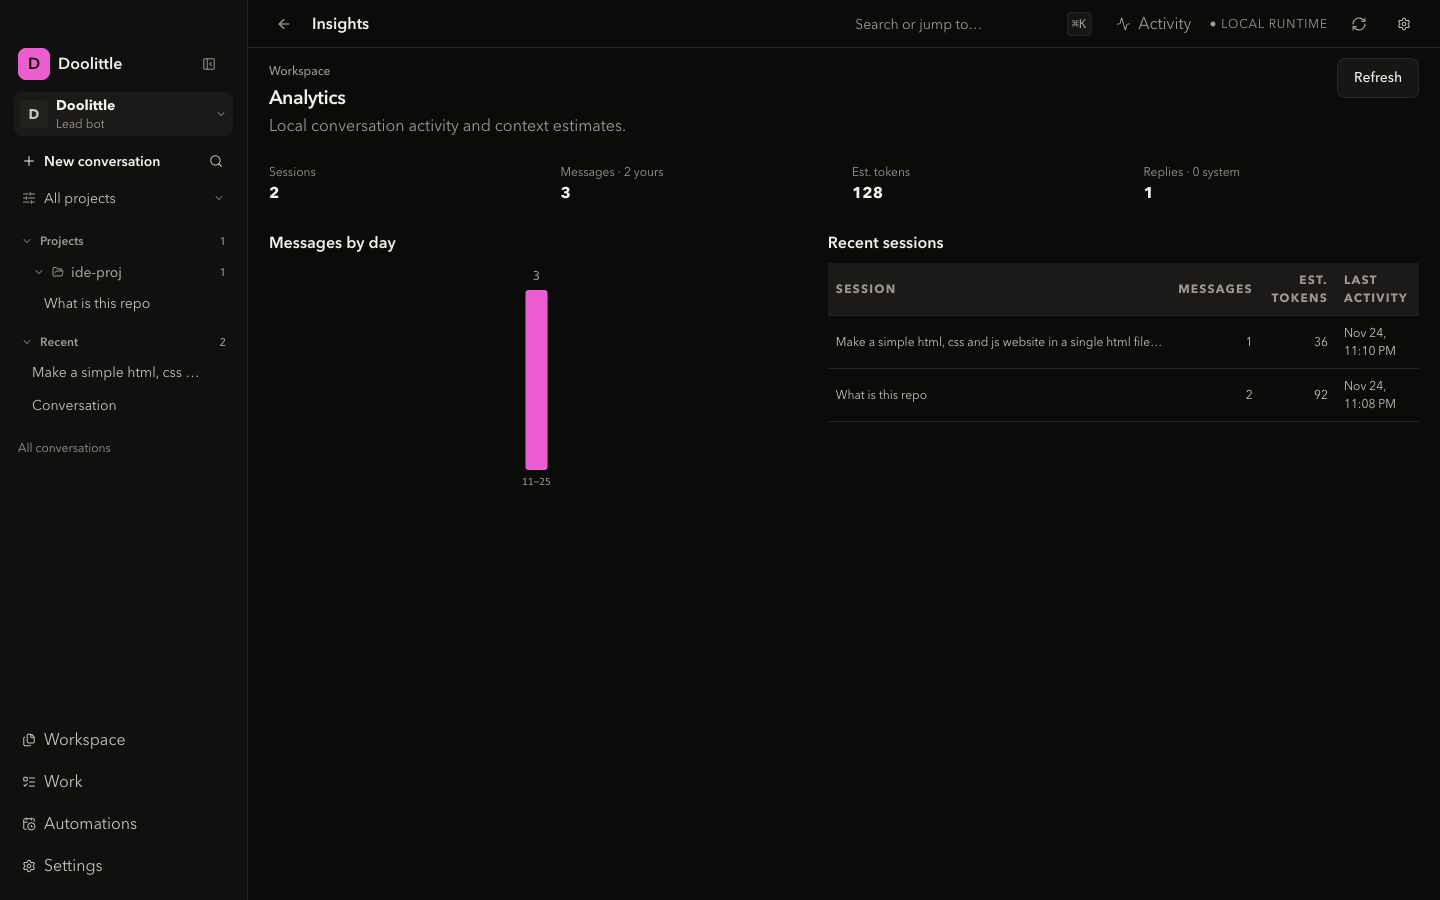 Insights
Search or jump to…
⌘K
Activity
LOCAL RUNTIME
D
Doolittle
D
Doolittle
Lead bot
New conversation
All projects
Projects
1
ide-proj
1
What is this repo
Recent
2
Make a simple html, css …
Conversation
All conversations
Workspace
Work
Automations
Settings
Workspace
Analytics
Local conversation activity and context estimates.
Refresh
Sessions
2
Messages · 2 yours
3
Est. tokens
128
Replies · 0 system
1
Messages by day
3
11–25
Recent sessions
SESSION MESSAGES EST. TOKENS LAST ACTIVITY
Make a simple html, css and js website in a single html file… 1 36 Nov 24, 11:10 PM
What is this repo 2 92 Nov 24, 11:08 PM